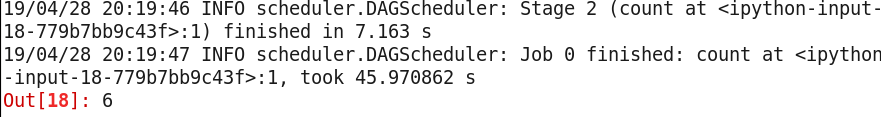 19/04/28 20:19:46 INFO scheduler.DAGScheduler: Stage 2 (count at <ipython-input-
18-779b7bb9c43f>:1) finished in 7.163 s
19/04/28 20:19:47 INFO scheduler.DAGScheduler: Job 0 finished: count at <ipython
-input-18-779b7bb9c43f>:1, took 45.970862 s
Out[18]: 6